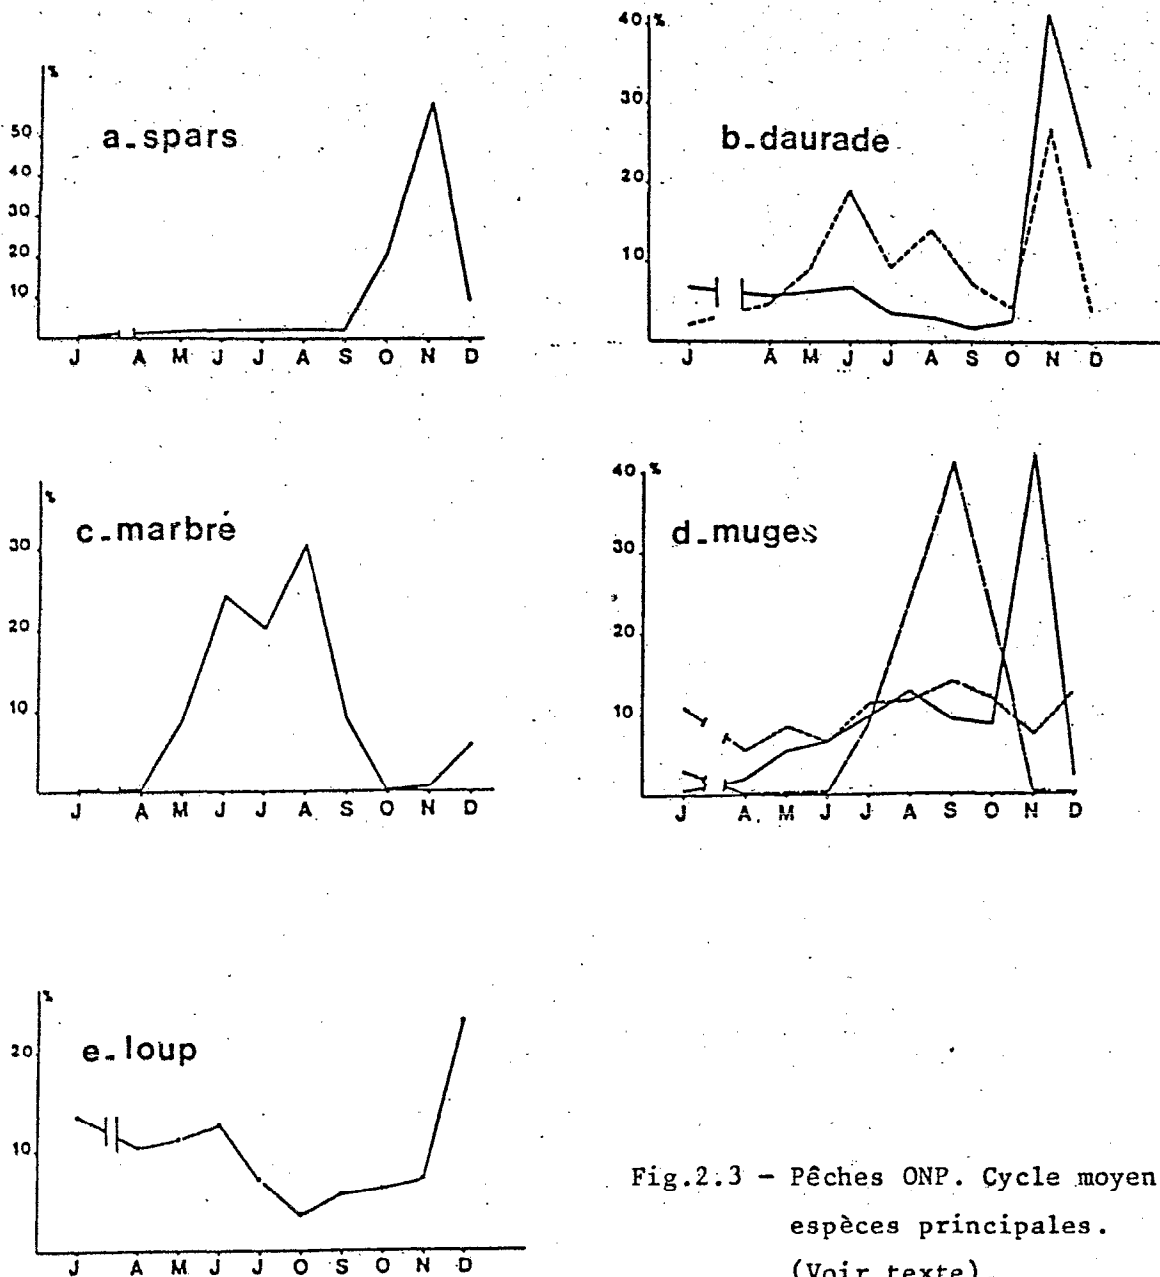 %
50
40
30
20
10
a_spars
J A M J J A S O N D
40 %
30
20
10
b_daurade
J A M J J A S O N D
%
30
20
10
c_marbré
J A M J J A S O N D
40 %
30
20
10
d_muges
J A. M J J A S O N D
%
20
10
e_loup
J A M J J O S O N D
Fig.2.3 – Pêches ONP. Cycle moyen
espèces principales.
(Voir texte)